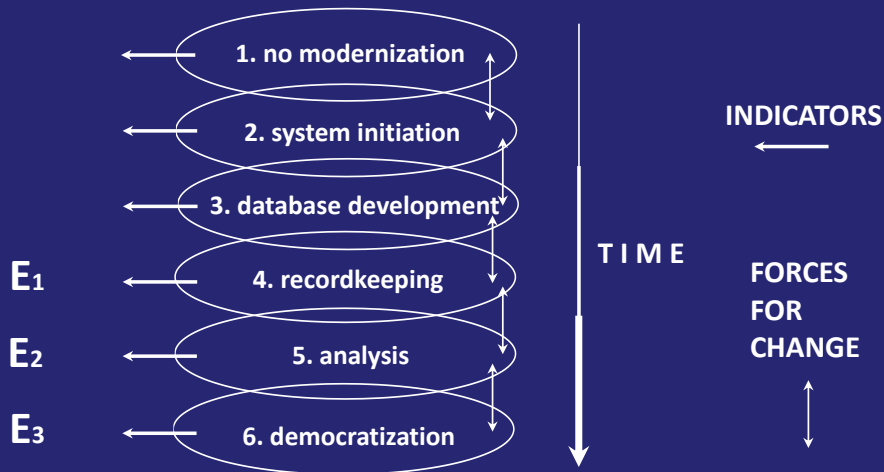 1. no modernization
2. system initiation
INDICATORS
3. database development
T I M E
E1
4. recordkeeping
FORCES
FOR
CHANGE
E2
5. analysis
E3
6. democratization